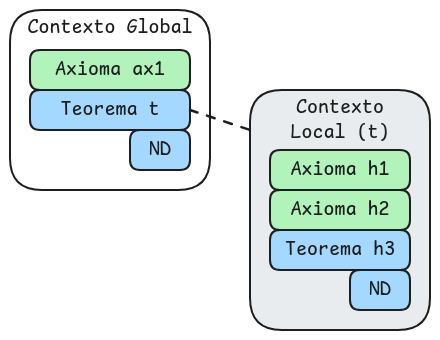 Contexto Global
Axioma ax1
Teorema t
ND
Contexto
Local (t)
Axioma h1
Axioma h2
Teorema h3
ND